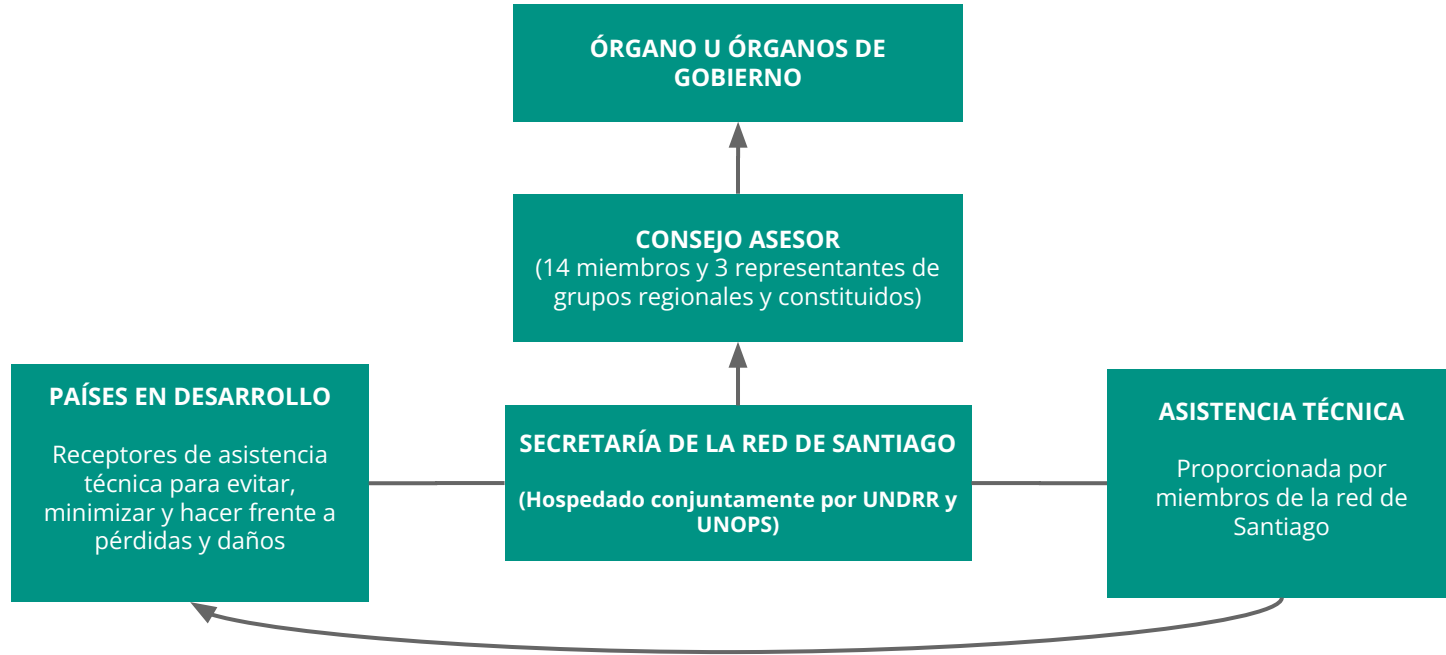 ÓRGANO U ÓRGANOS DE
GOBIERNO
CONSEJO ASESOR
(14 miembros y 3 representantes de
grupos regionales y constituidos)
PAÍSES EN DESARROLLO
Receptores de asistencia
técnica para evitar,
minimizar y hacer frente a
pérdidas y daños
SECRETARÍA DE LA RED DE SANTIAGO
(Hospedado conjuntamente por UNDRR y
UNOPS)
ASISTENCIA TÉCNICA
Proporcionada por
miembros de la red de
Santiago